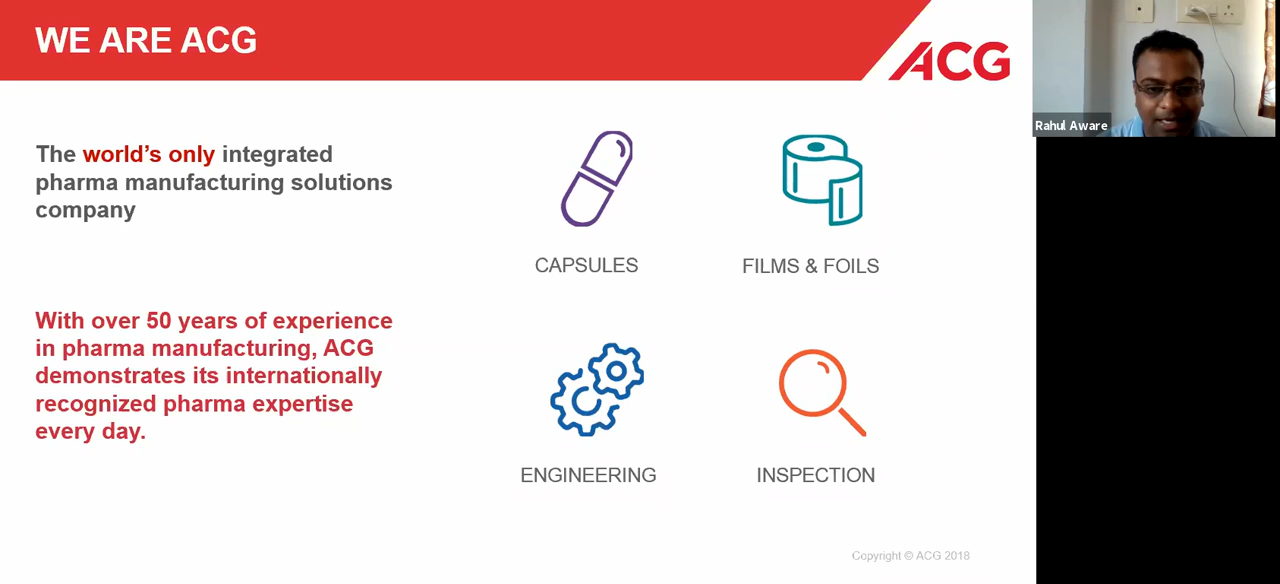 WE ARE ACG
ACG
The world's only integrated
pharma manufacturing solutions
company
With over 50 years of experience
in pharma manufacturing, ACG
demonstrates its internationally
recognized pharma expertise
every day.
CAPSULES
FILMS & FOILS
ENGINEERING
INSPECTION
Copyright © ACG 2018
Rahul Aware